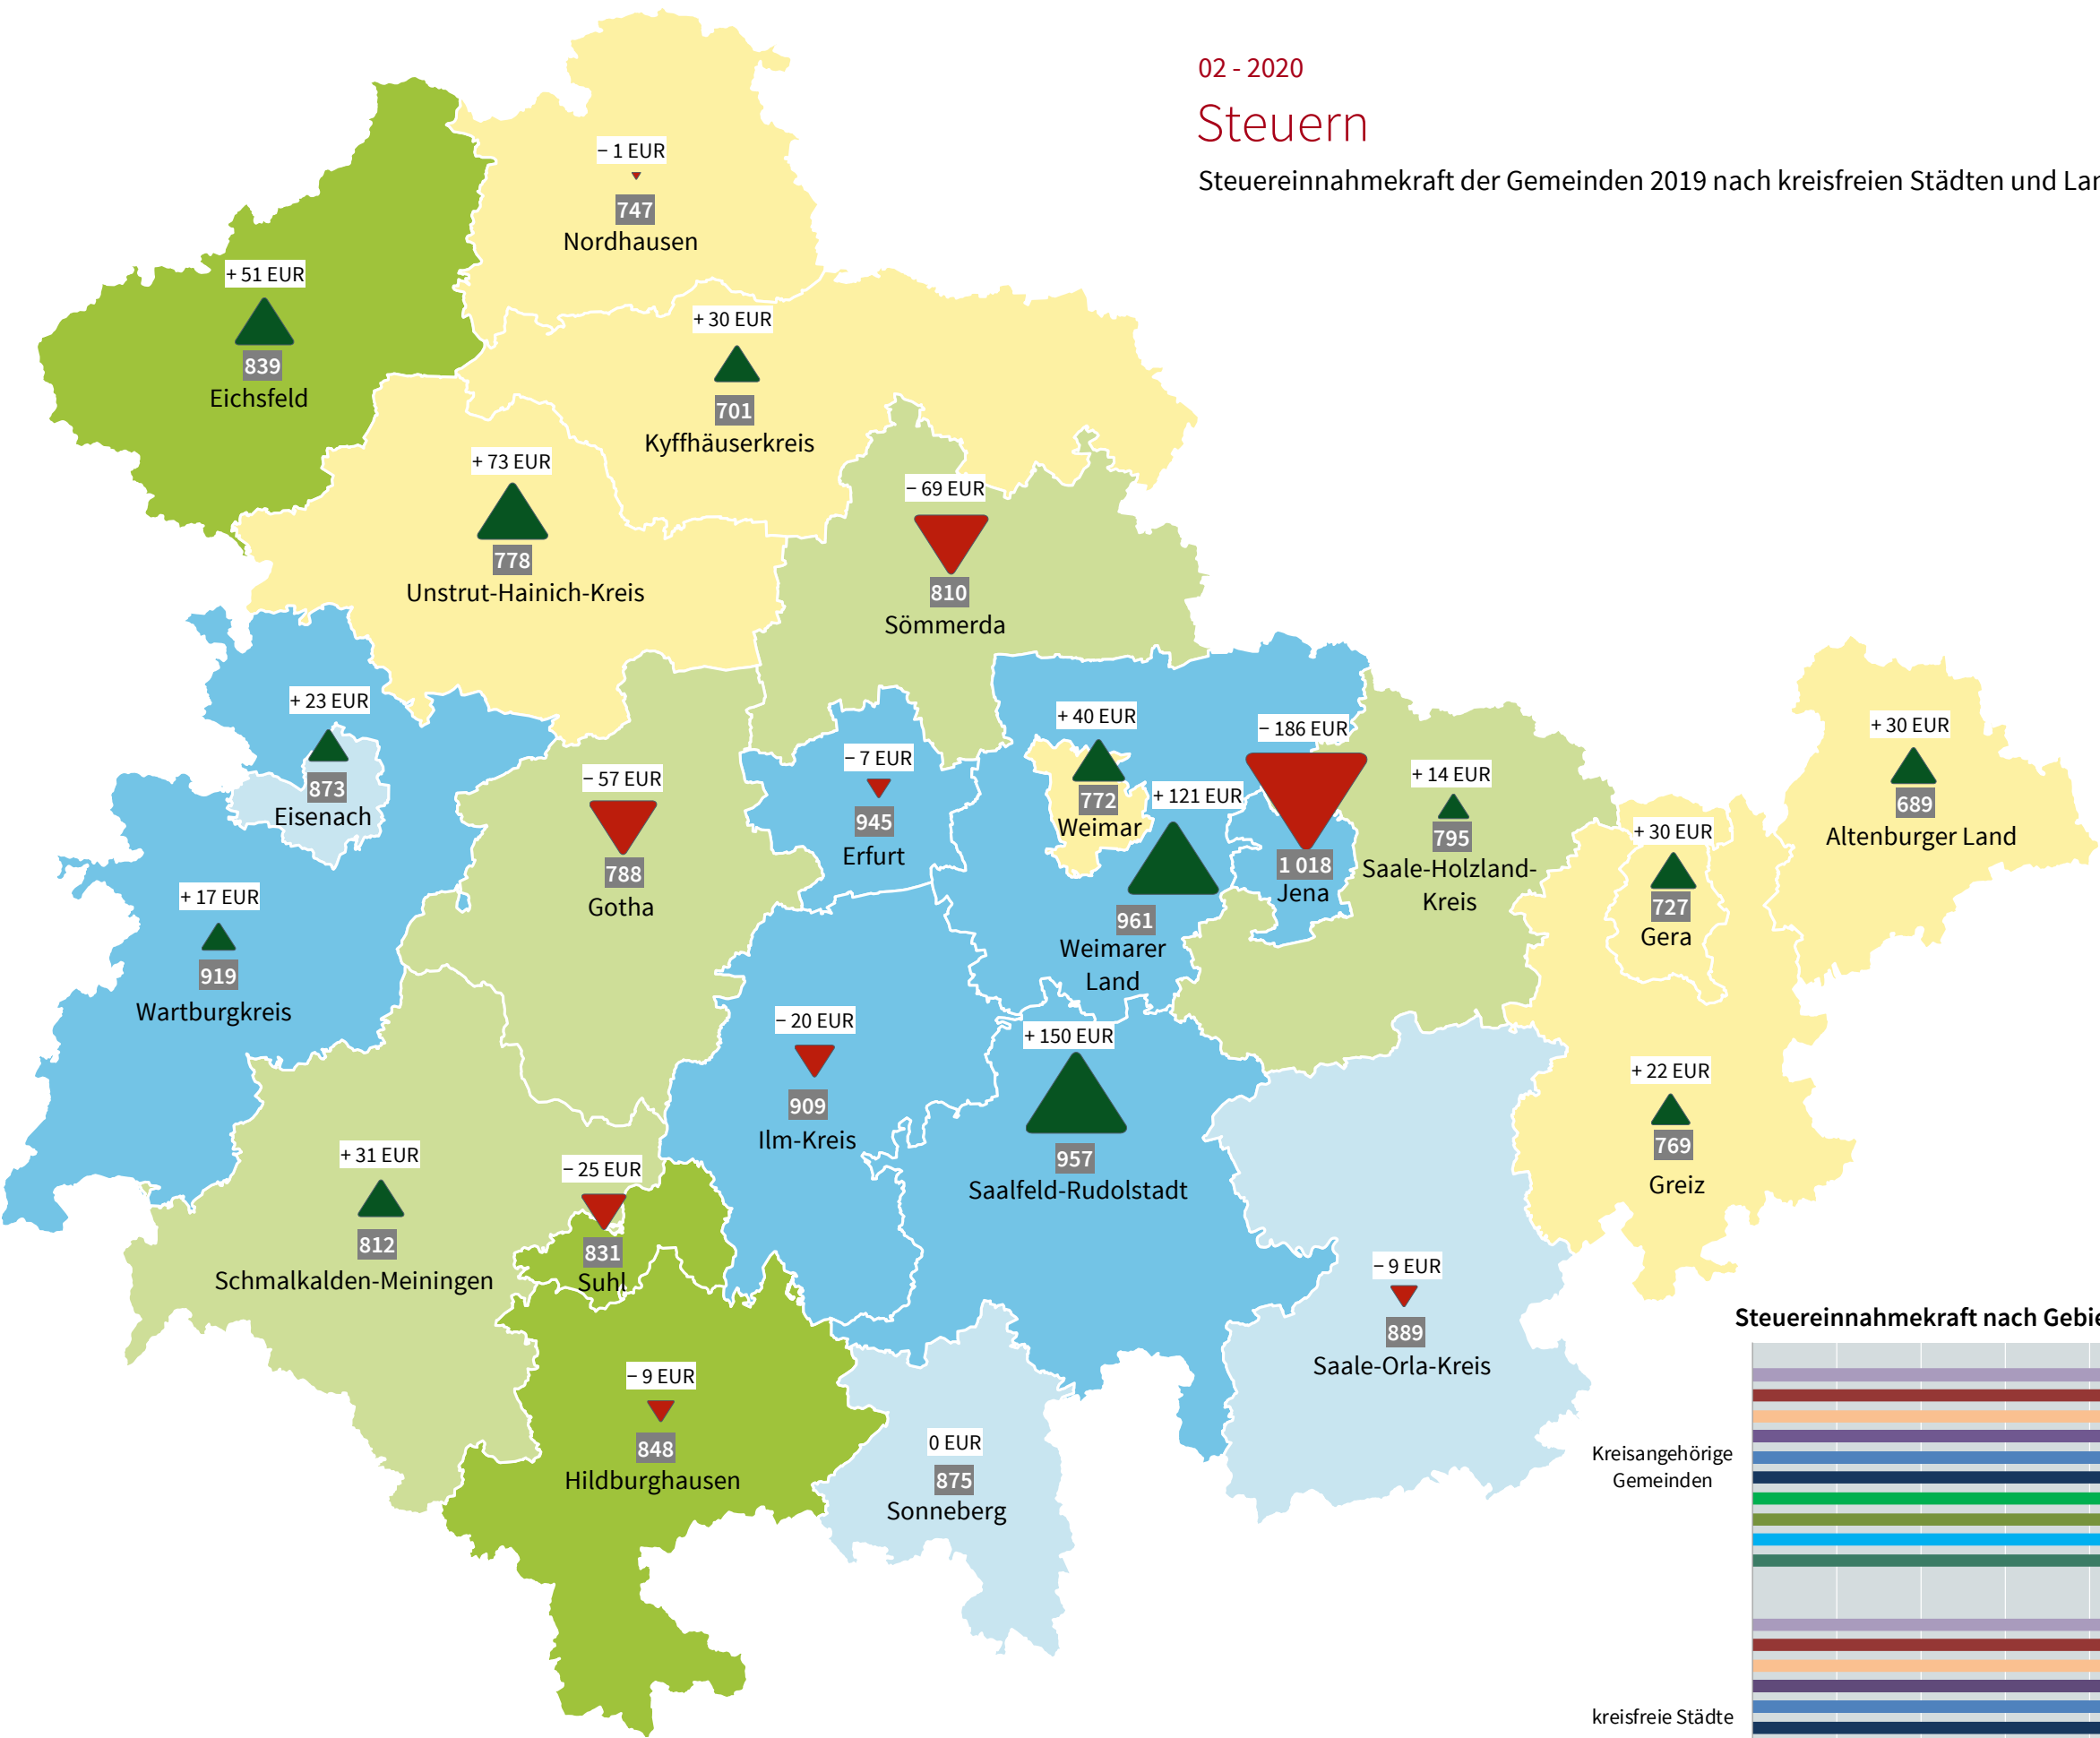 02 - 2020
Steuern
Steuereinnahmekraft der Gemeinden 2019 nach kreisfreien Städten und
− 1 EUR
747
Nordhausen
+ 51 EUR
839
Eichsfeld
+ 30 EUR
701
Kyffhäuserkreis
+ 73 EUR
778
Unstrut-Hainich-Kreis
− 69 EUR
810
Sömmerda
+ 23 EUR
873
Eisenach
− 57 EUR
788
Gotha
− 7 EUR
945
Erfurt
+ 40 EUR
772
Weimar
+ 121 EUR
961
Weimarer
Land
− 186 EUR
1 018
Jena
+ 14 EUR
795
Saale-Holzland-
Kreis
+ 30 EUR
727
Gera
+ 30 EUR
689
Altenburger Land
+ 17 EUR
919
Wartburgkreis
− 20 EUR
909
Ilm-Kreis
+ 150 EUR
957
Saalfeld-Rudolstadt
+ 22 EUR
769
Greiz
+ 31 EUR
812
Schmalkalden-Meiningen
− 25 EUR
831
Suhl
− 9 EUR
889
Saale-Orla-Kreis
− 9 EUR
848
Hildburghausen
0 EUR
875
Sonneberg
Steuereinnahmekraft nach
Kreisangehörige
Gemeinden
kreisfreie Städte